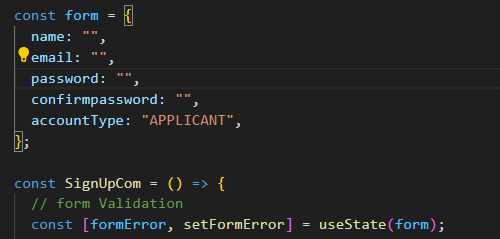 const form = {
  name: "",
  email: "",
  password: "",
  confirmpassword: "",
  accountType: "APPLICANT",
};
const SignUpCom = () => {
  // form Validation
  const [formError, setFormError] = useState(form);